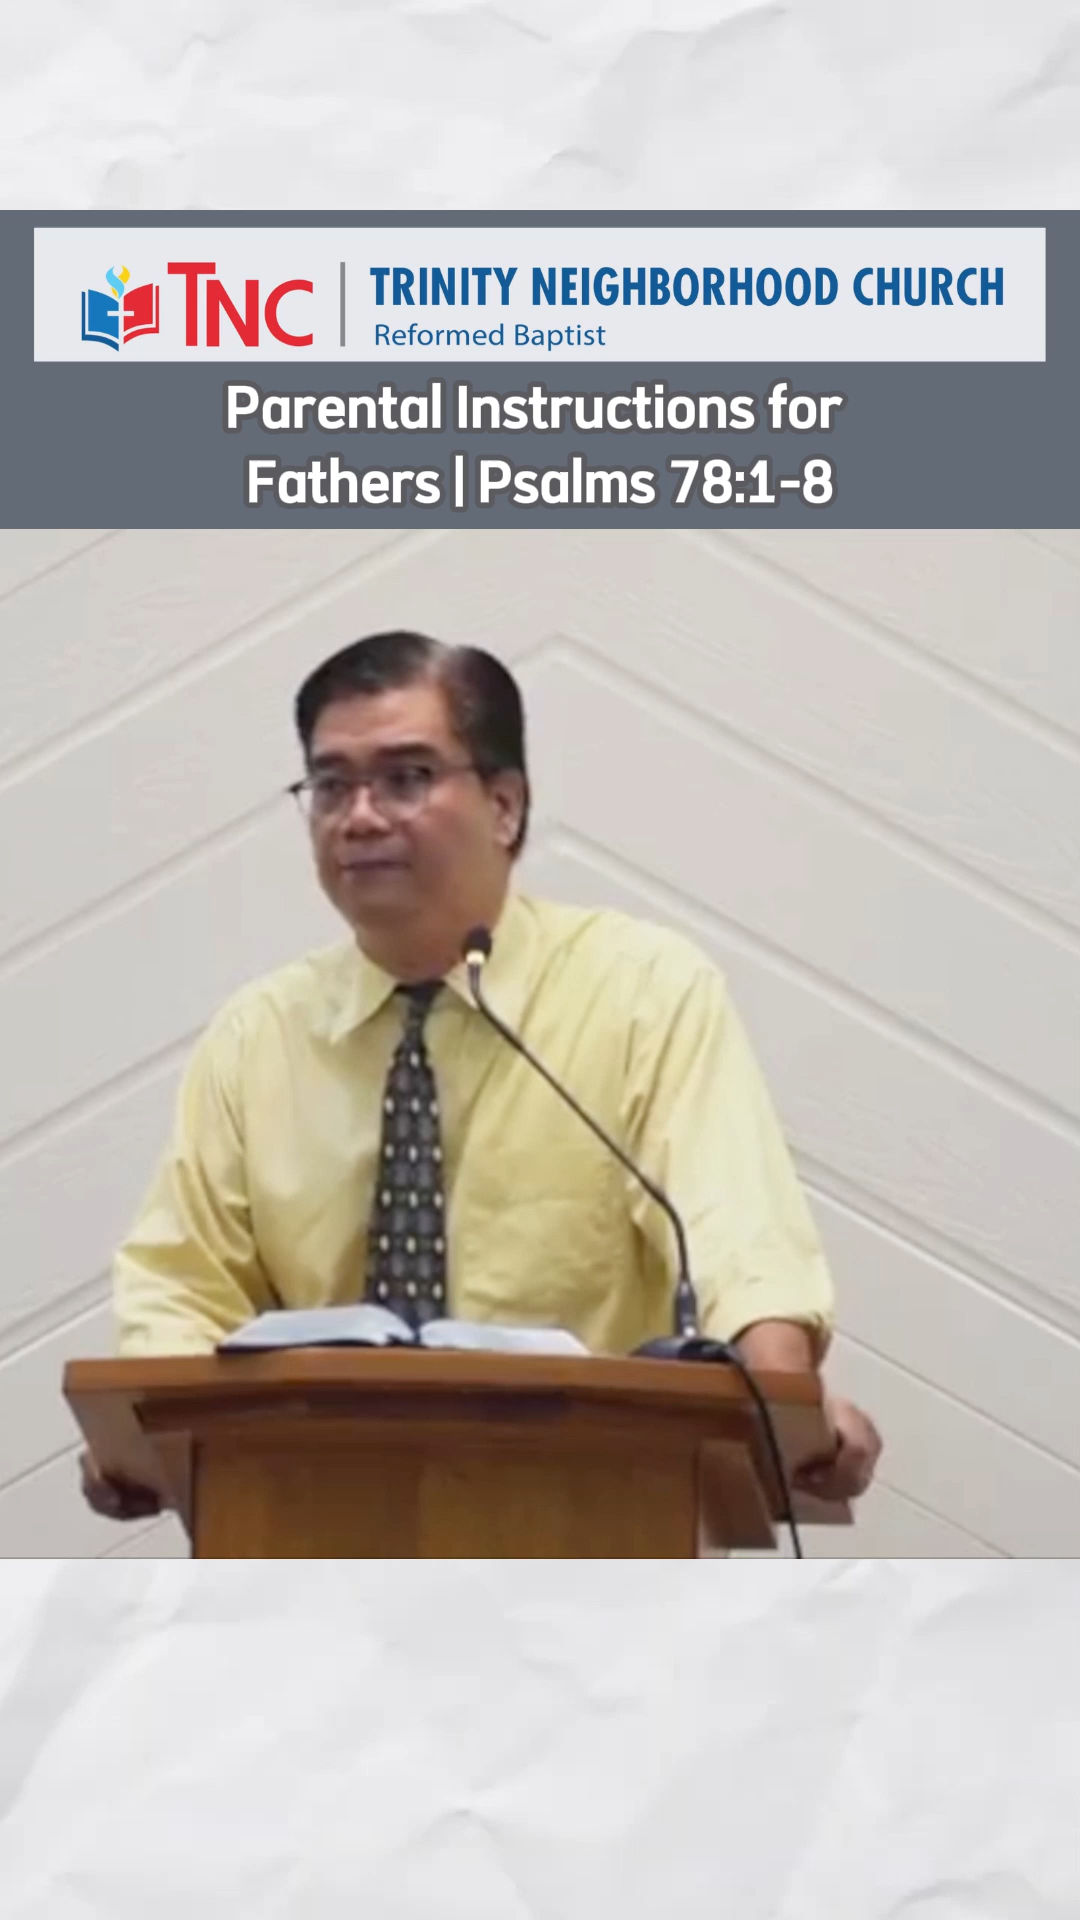 TNC
TRINITY NEIGHBORHOOD CHURCH
Reformed Baptist
Parental Instructions for
Fathers | Psalms 78:1-8